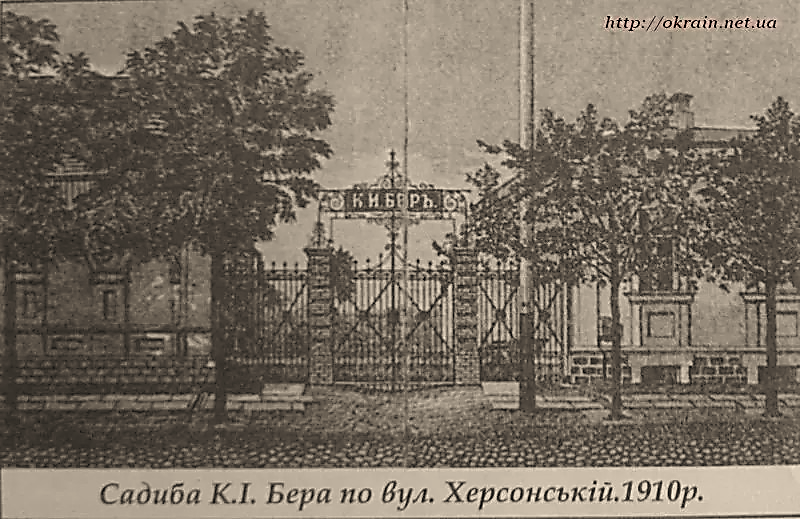 http://okrain.net.ua
К.И.БЕРЪ.
Садиба К.І. Бера по вул. Херсонській.1910р.